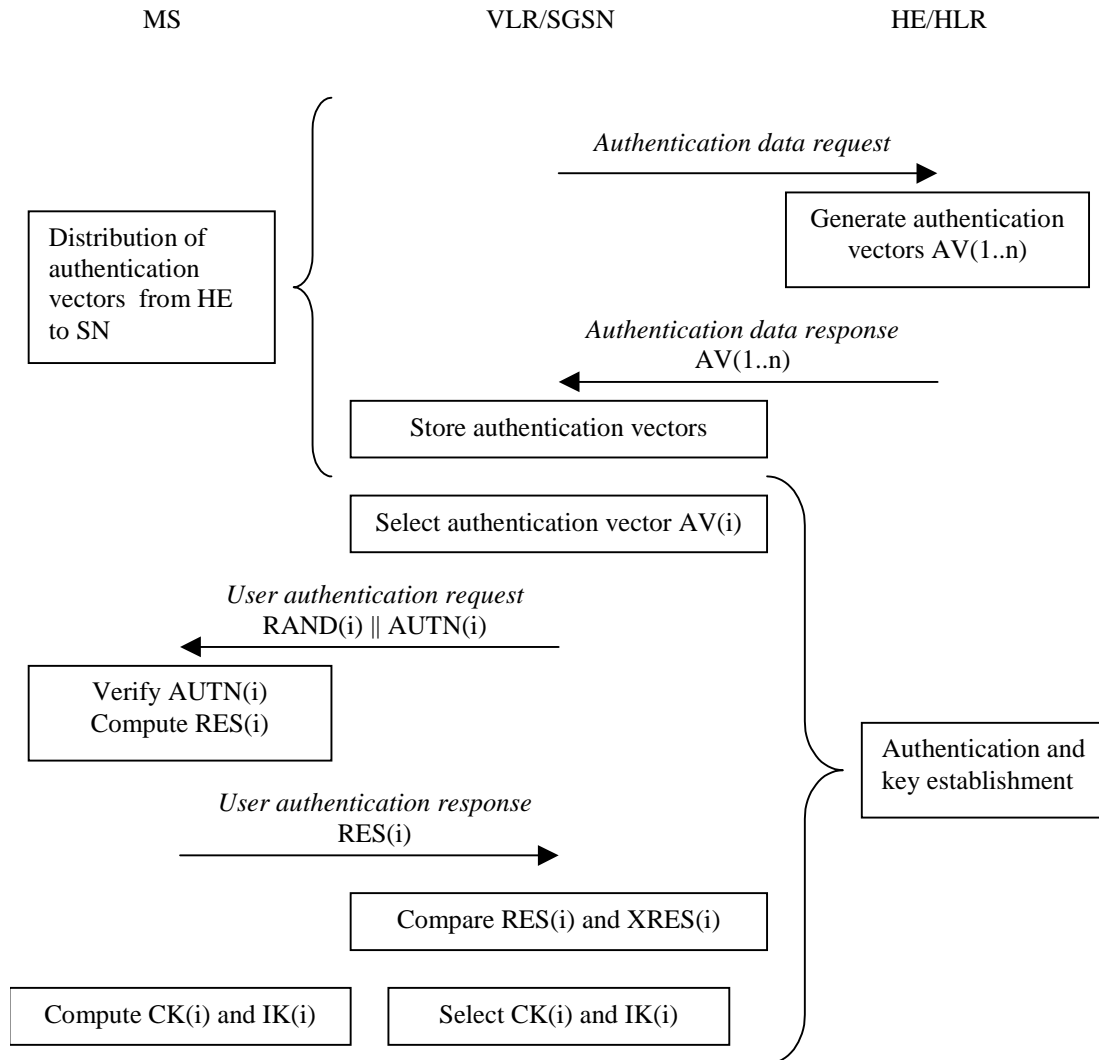 MS
VLR/SGSN
HE/HLR
Authentication data request
Generate authentication
vectors AV(1..n)
Distribution of
authentication
vectors from HE
to SN
Authentication data response
AV(1..n)
Store authentication vectors
Select authentication vector AV(i)
User authentication request
RAND(i) || AUTN(i)
Verify AUTN(i)
Compute RES(i)
Authentication and
key establishment
User authentication response
RES(i)
Compare RES(i) and XRES(i)
Compute CK(i) and IK(i)
Select CK(i) and IK(i)